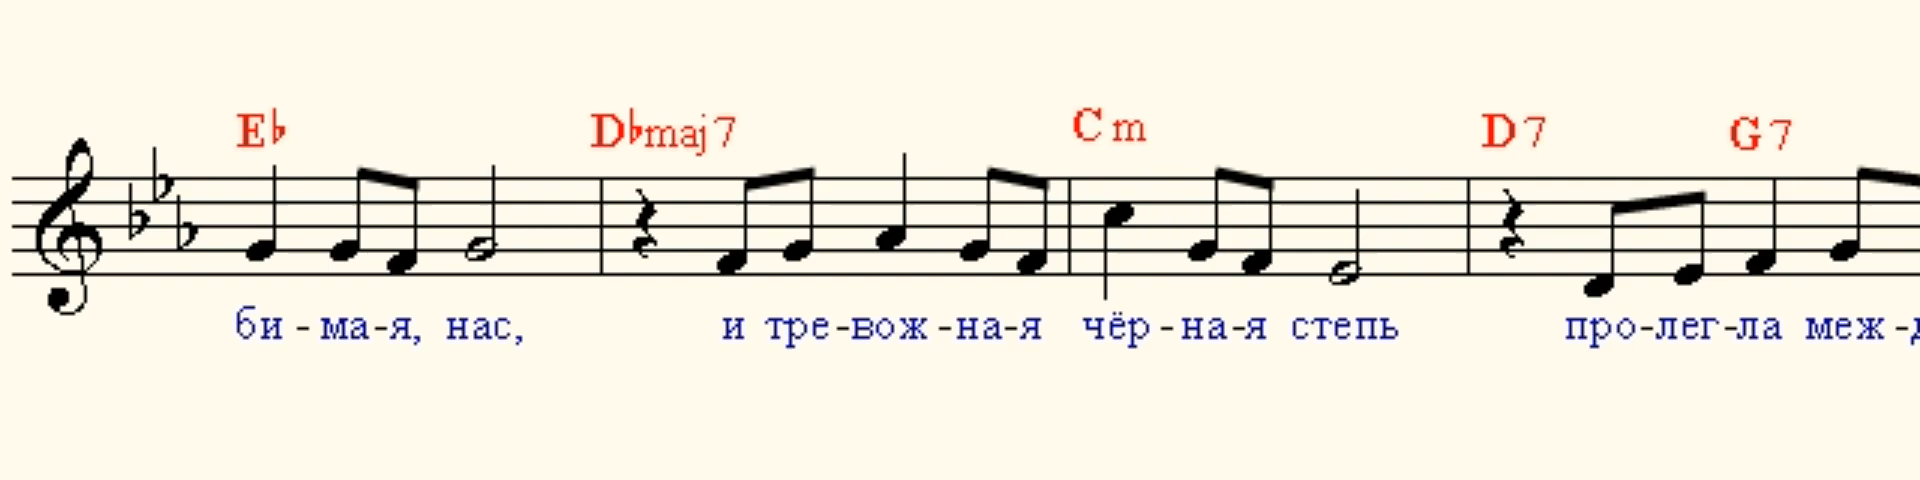 E♭ D♭maj7 Cm D7 G7
би - ма-я, нас, и тре-вож-на-я чёр-на-я степь про-лег-ла меж-